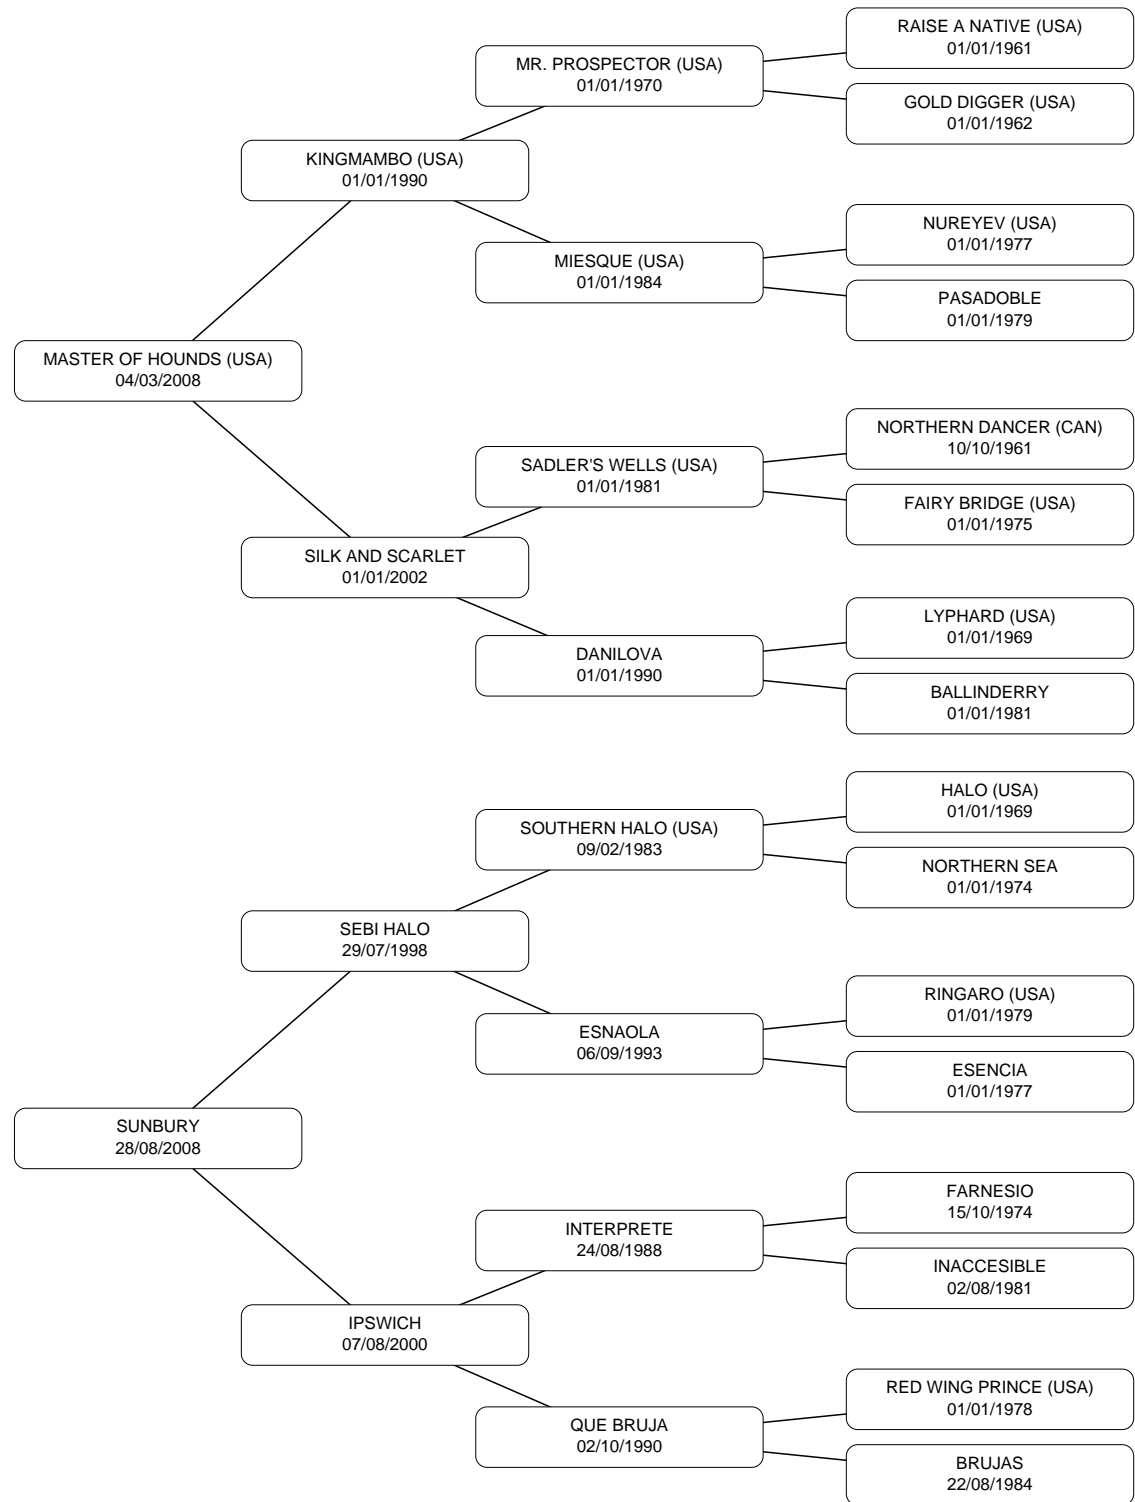 RAISE A NATIVE (USA)
01/01/1961
MR. PROSPECTOR (USA)
01/01/1970
GOLD DIGGER (USA)
01/01/1962
KINGMAMBO (USA)
01/01/1990
NUREYEV (USA)
01/01/1977
MIESQUE (USA)
01/01/1984
PASADOBLE
01/01/1979
MASTER OF HOUNDS (USA)
04/03/2008
NORTHERN DANCER (CAN)
10/10/1961
SADLER'S WELLS (USA)
01/01/1981
FAIRY BRIDGE (USA)
01/01/1975
SILK AND SCARLET
01/01/2002
LYPHARD (USA)
01/01/1969
DANILOVA
01/01/1990
BALLINDERRY
01/01/1981
HALO (USA)
01/01/1969
SOUTHERN HALO (USA)
09/02/1983
NORTHERN SEA
01/01/1974
SEBI HALO
29/07/1998
RINGARO (USA)
01/01/1979
ESNAOLA
06/09/1993
ESENCIA
01/01/1977
SUNBURY
28/08/2008
FARNESIO
15/10/1974
INTERPRETE
24/08/1988
INACCESIBLE
02/08/1981
IPSWICH
07/08/2000
RED WING PRINCE (USA)
01/01/1978
QUE BRUJA
02/10/1990
BRUJAS
22/08/1984